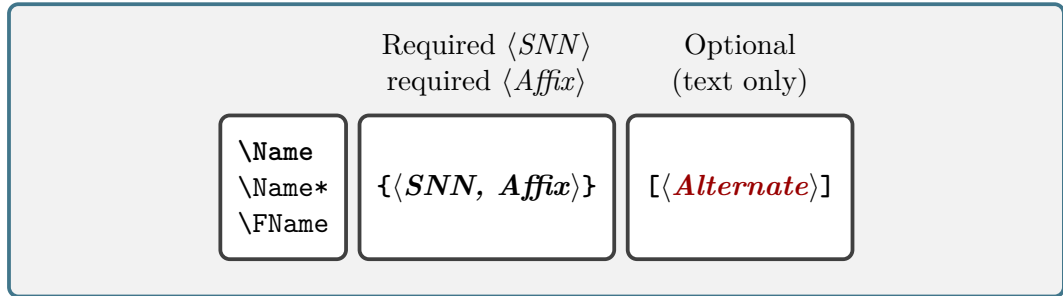 Required ⟨SNN⟩
required ⟨Affix⟩
Optional
(text only)
\Name
\Name*
\FName
{⟨SNN, Affix⟩}
[⟨Alternate⟩]